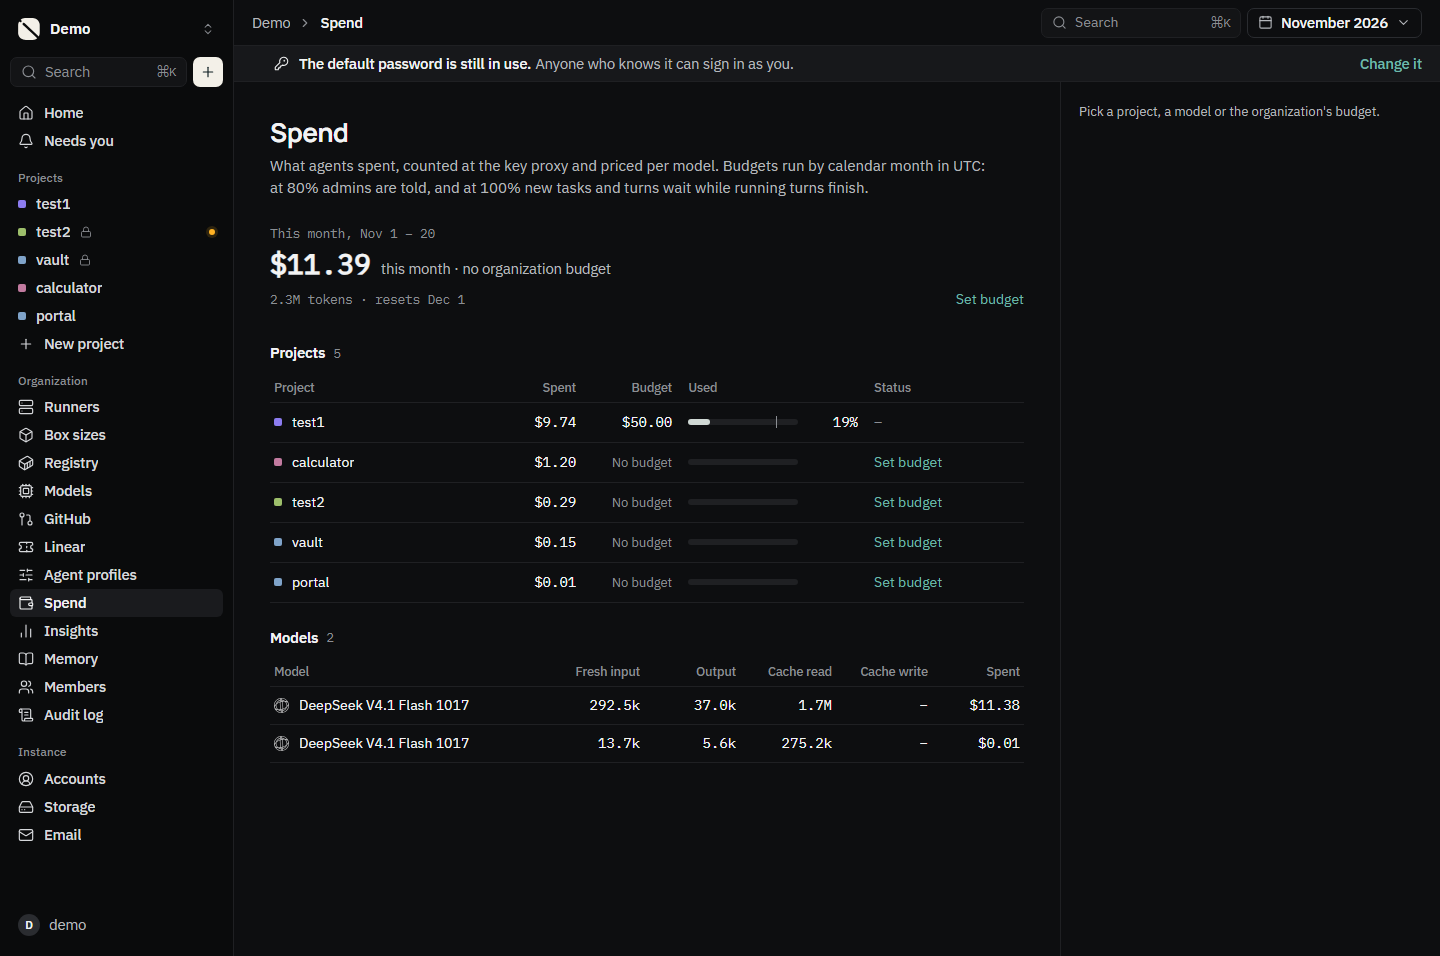 Demo
Search ⌘K
Home
Needs you
Projects
test1
test2
vault
calculator
portal
New project
Organization
Runners
Box sizes
Registry
Models
GitHub
Linear
Agent profiles
Spend
Insights
Memory
Members
Audit log
Instance
Accounts
Storage
Email
D demo
Demo > Spend
Search ⌘K
November 2026
The default password is still in use. Anyone who knows it can sign in as you.
Change it
Spend
What agents spent, counted at the key proxy and priced per model. Budgets run by calendar month in UTC:
at 80% admins are told, and at 100% new tasks and turns wait while running turns finish.
This month, Nov 1 – 20
$11.39 this month · no organization budget
2.3M tokens · resets Dec 1 Set budget
Projects 5
Project Spent Budget Used Status
test1 $9.74 $50.00 19% –
calculator $1.20 No budget Set budget
test2 $0.29 No budget Set budget
vault $0.15 No budget Set budget
portal $0.01 No budget Set budget
Models 2
Model Fresh input Output Cache read Cache write Spent
DeepSeek V4.1 Flash 1017 292.5k 37.0k 1.7M – $11.38
DeepSeek V4.1 Flash 1017 13.7k 5.6k 275.2k – $0.01
Pick a project, a model or the organization's budget.